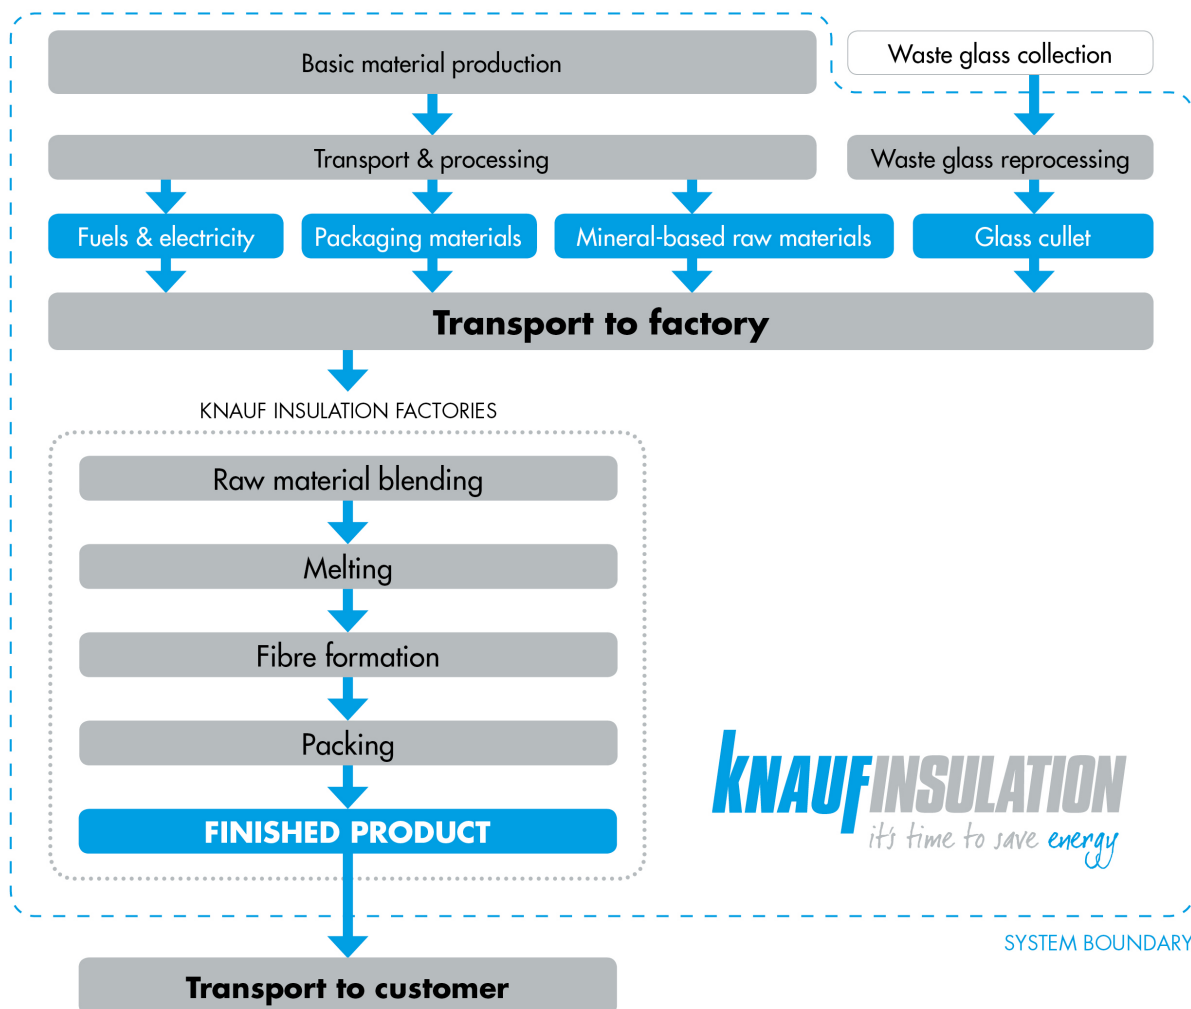 Basic material production
Waste glass collection
Transport & processing
Waste glass reprocessing
Fuels & electricity
Packaging materials
Mineral-based raw materials
Glass cullet
Transport to factory
KNAUF INSULATION FACTORIES
Raw material blending
Melting
Fibre formation
Packing
FINISHED PRODUCT
KNAUFINSULATION
it's time to save energy
SYSTEM BOUNDARY
Transport to customer